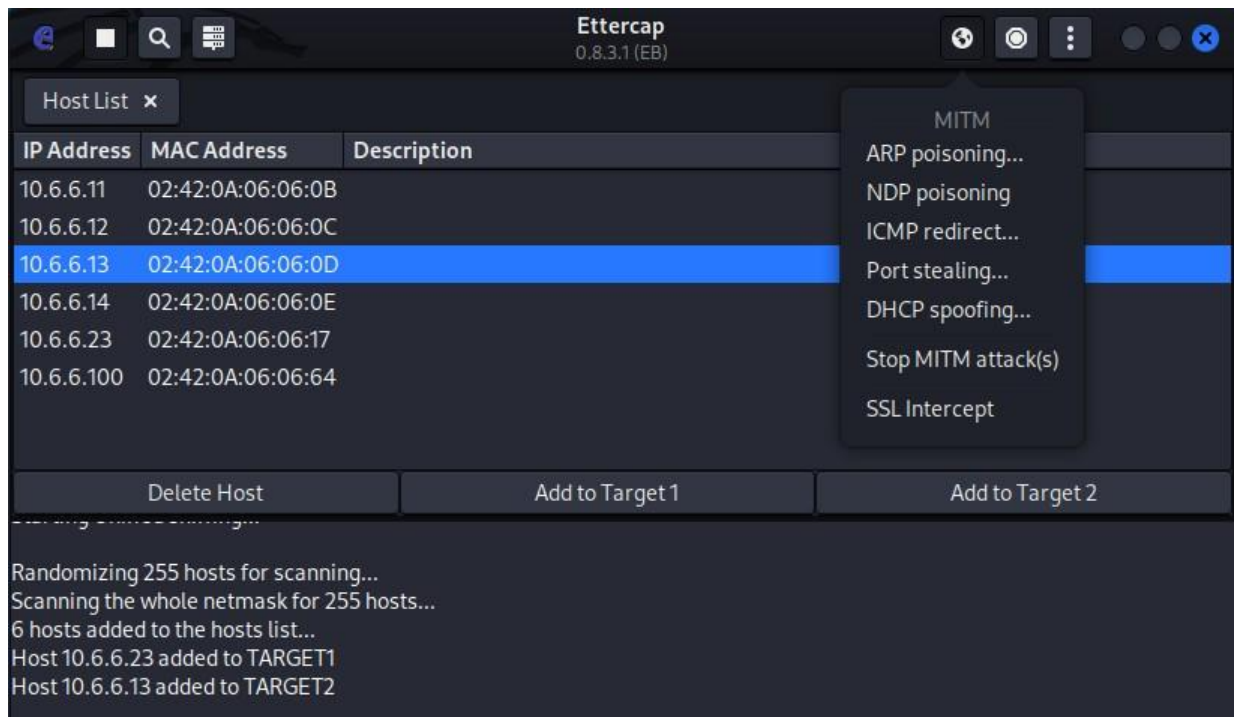 Ettercap
0.8.3.1 (EB)
Host List ×
IP Address MAC Address Description
10.6.6.11 02:42:0A:06:06:0B
10.6.6.12 02:42:0A:06:06:0C
10.6.6.13 02:42:0A:06:06:0D
10.6.6.14 02:42:0A:06:06:0E
10.6.6.23 02:42:0A:06:06:17
10.6.6.100 02:42:0A:06:06:64
MITM
ARP poisoning...
NDP poisoning
ICMP redirect...
Port stealing...
DHCP spoofing...
Stop MITM attack(s)
SSL Intercept
Delete Host Add to Target 1 Add to Target 2
Randomizing 255 hosts for scanning...
Scanning the whole netmask for 255 hosts...
6 hosts added to the hosts list...
Host 10.6.6.23 added to TARGET1
Host 10.6.6.13 added to TARGET2